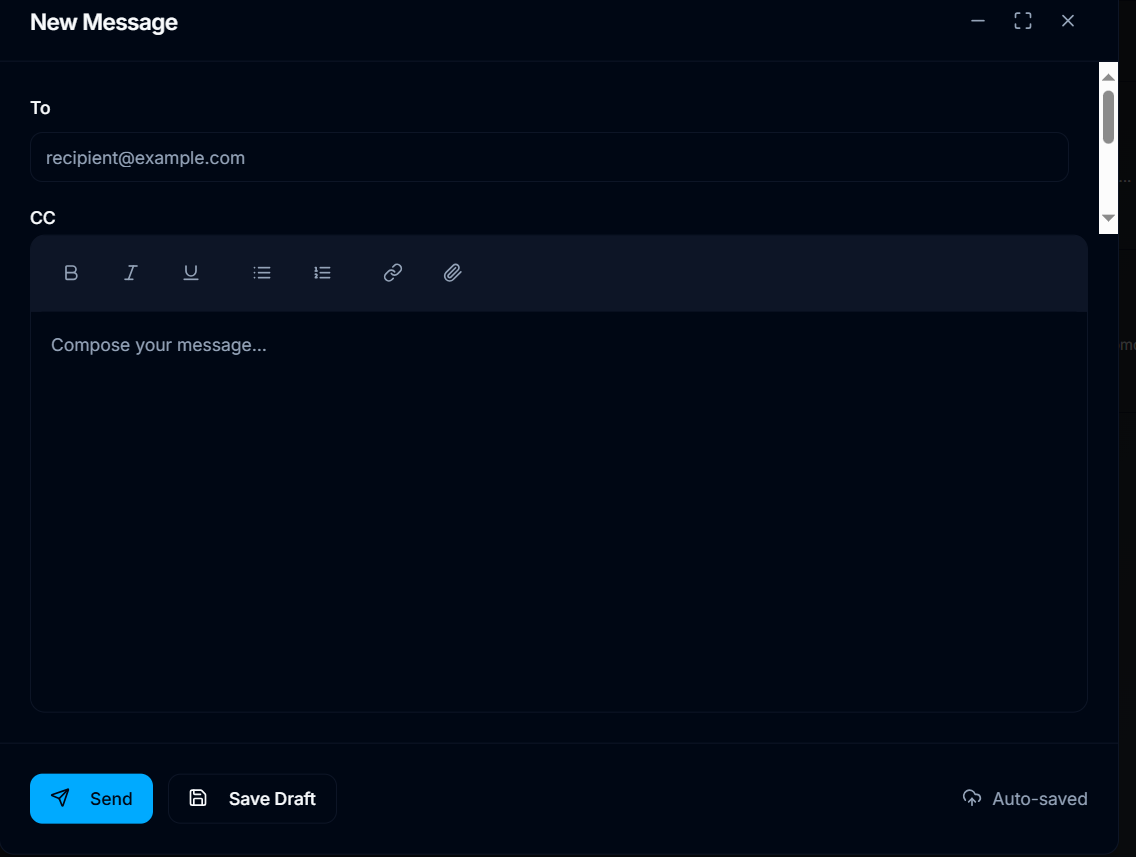 New Message
To
recipient@example.com
CC
Compose your message...
Send
Save Draft
Auto-saved